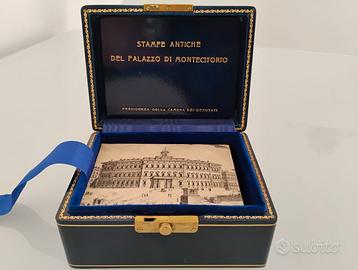 STAMPE ANTICHE
DEL PALAZZO DI MONTECITORIO
PRESIDENZA DELLA CAMERA DEI DEPUTATI
subito